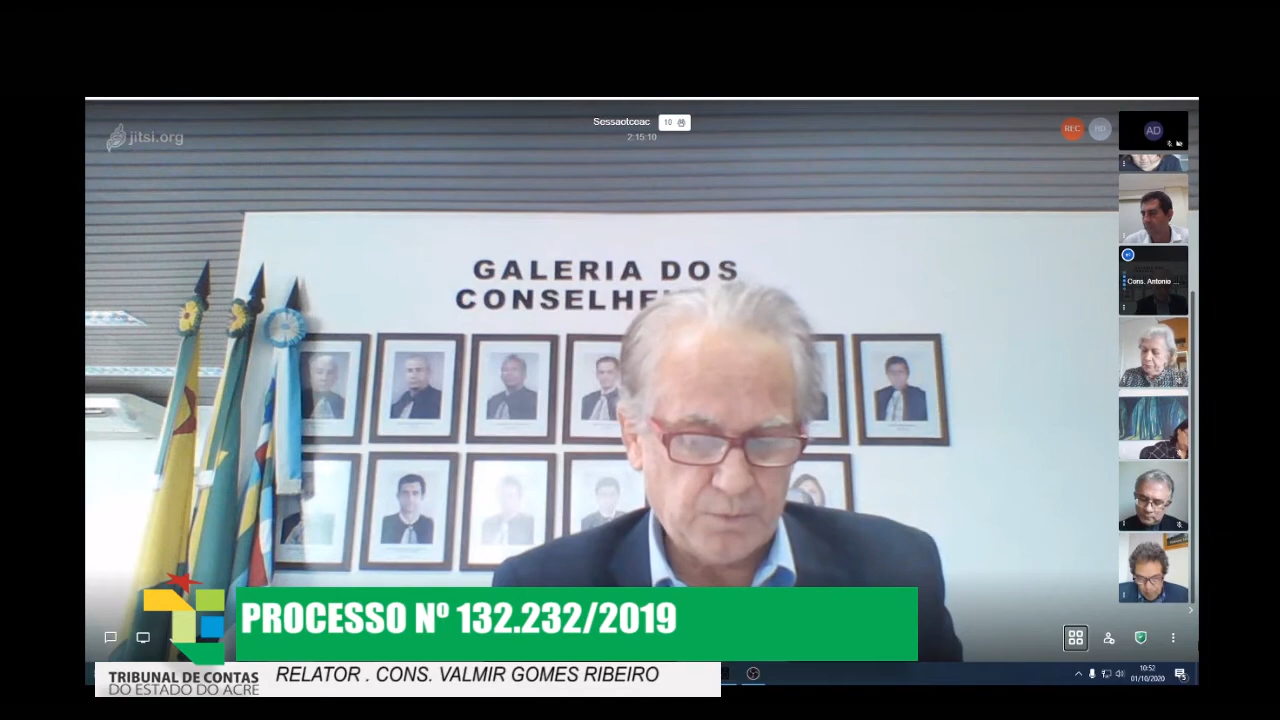 jitsi.org
Sessaotceac
10
2:15:10
REC
HD
AD
GALERIA DOS
CONSELHE
Cons. Antonio ...
PROCESSO Nº 132.232/2019
RELATOR . CONS. VALMIR GOMES RIBEIRO
TRIBUNAL DE CONTAS
DO ESTADO DO ACRE
10:52
01/10/2020